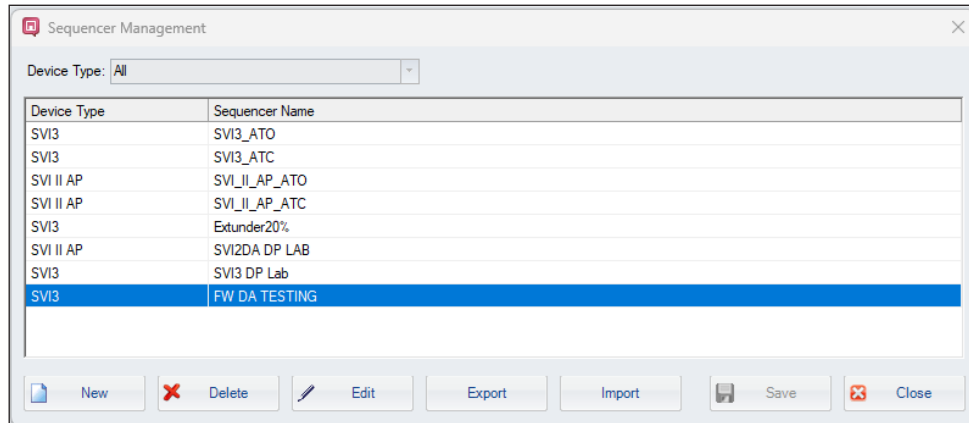 Sequencer Management
Device Type: All
Device Type Sequencer Name
SVI3 SVI3_ATO
SVI3 SVI3_ATC
SVI II AP SVI_II_AP_ATO
SVI II AP SVI_II_AP_ATC
SVI3 Extunder20%
SVI II AP SVI2DA DP LAB
SVI3 SVI3 DP Lab
SVI3 FW DA TESTING
New Delete Edit Export Import Save Close